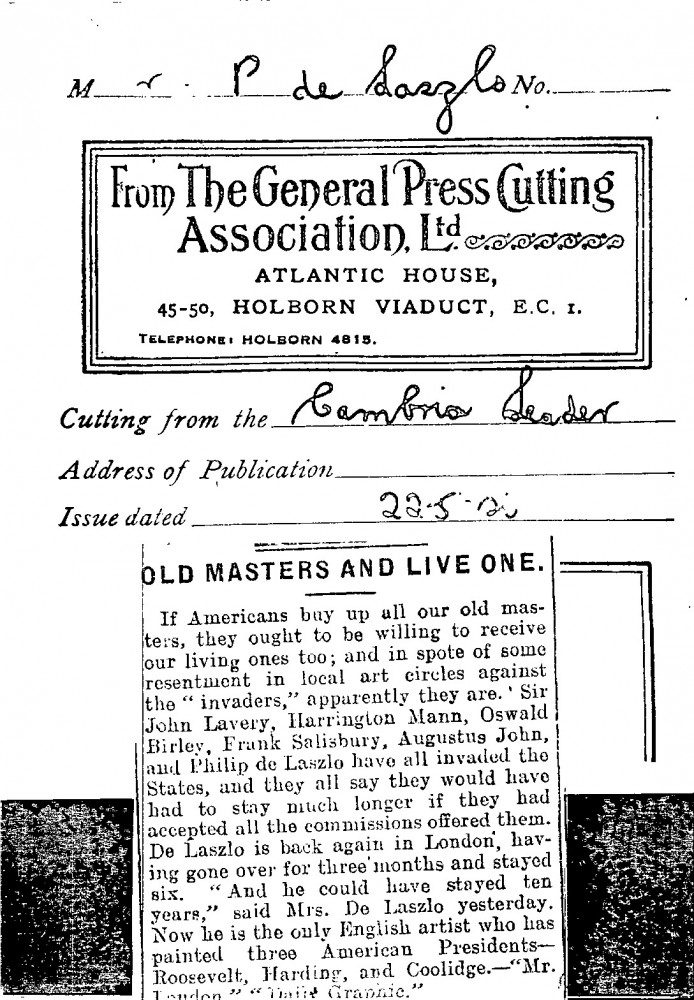 Mr. P de Laszlo No.
From The General Press Cutting
Association, Ltd.
ATLANTIC HOUSE,
45-50, HOLBORN VIADUCT, E.C. 1.
TELEPHONE: HOLBORN 4815.
Cutting from the Cambria Leader
Address of Publication
Issue dated 22-5-
OLD MASTERS AND LIVE ONE.
If Americans buy up all our old mas-
ters, they ought to be willing to receive
our living ones too; and in spote of some
resentment in local art circles against
the "invaders," apparently they are. Sir
John Lavery, Harrington Mann, Oswald
Birley, Frank Salisbury, Augustus John,
and Philip de Laszlo have all invaded the
States, and they all say they would have
had to stay much longer if they had
accepted all the commissions offered them.
De Laszlo is back again in London, hav-
ing gone over for three months and stayed
six. "And he could have stayed ten
years," said Mrs. De Laszlo yesterday.
Now he is the only English artist who has
painted three American Presidents—
Roosevelt, Harding, and Coolidge.—"Mr.
London," "Daily Graphic."